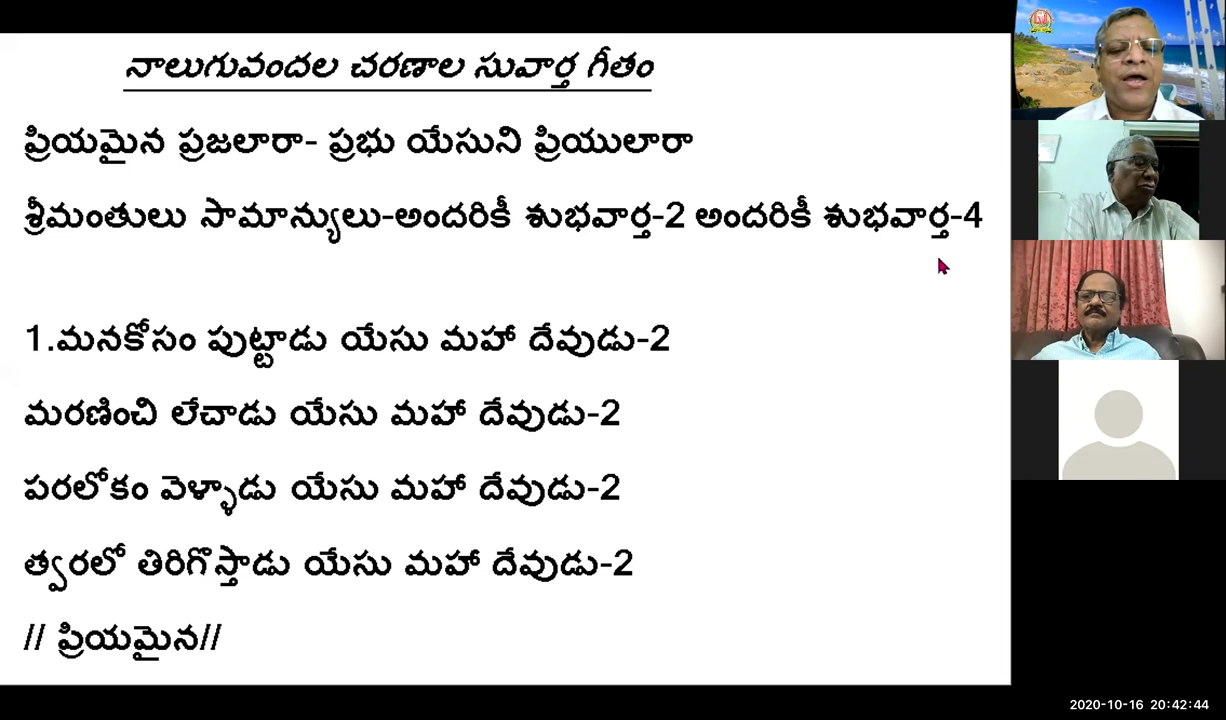 నాలుగువందల చరణాల సువార్త గీతం
ప్రియమైన ప్రజలారా- ప్రభు యేసుని ప్రియులారా
శ్రీమంతులు సామాన్యులు-అందరికీ శుభవార్త-2 అందరికీ శుభవార్త-4
1.మనకోసం పుట్టాడు యేసు మహా దేవుడు-2
మరణించి లేచాడు యేసు మహా దేవుడు-2
పరలోకం వెళ్ళాడు యేసు మహా దేవుడు-2
త్వరలో తిరిగొస్తాడు యేసు మహా దేవుడు-2
// ప్రియమైన//
2020-10-16 20:42:44